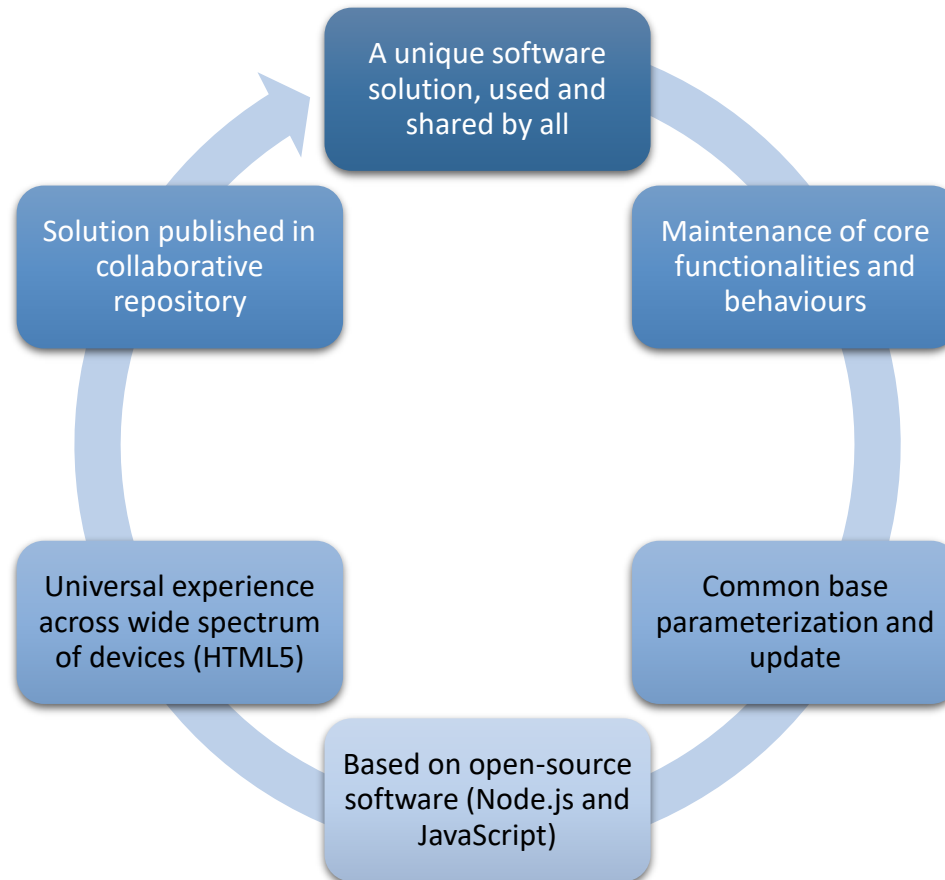 A unique software
solution, used and
shared by all
Maintenance of core
functionalities and
behaviours
Common base
parameterization and
update
Based on open-source
software (Node.js and
JavaScript)
Universal experience
across wide spectrum
of devices (HTML5)
Solution published in
collaborative
repository